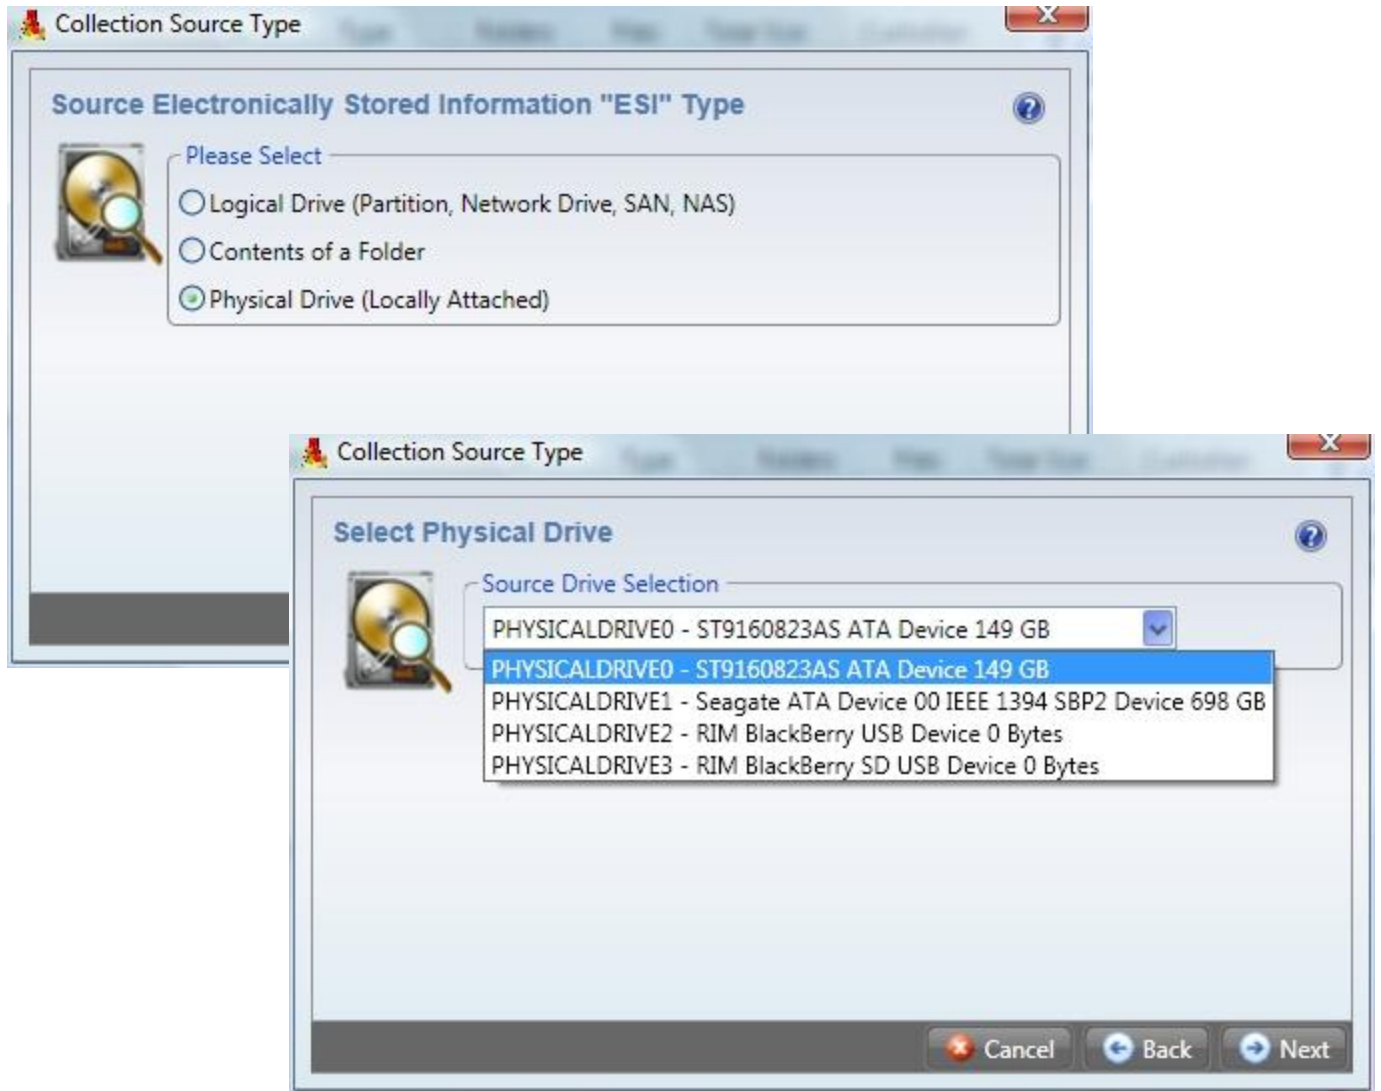 Collection Source Type
Source Electronically Stored Information "ESI" Type
Please Select
Logical Drive (Partition, Network Drive, SAN, NAS)
Contents of a Folder
Physical Drive (Locally Attached)
Collection Source Type
Select Physical Drive
Source Drive Selection
PHYSICALDRIVE0 - ST9160823AS ATA Device 149 GB
PHYSICALDRIVE0 - ST9160823AS ATA Device 149 GB
PHYSICALDRIVE1 - Seagate ATA Device 00 IEEE 1394 SBP2 Device 698 GB
PHYSICALDRIVE2 - RIM BlackBerry USB Device 0 Bytes
PHYSICALDRIVE3 - RIM BlackBerry SD USB Device 0 Bytes
Cancel Back Next